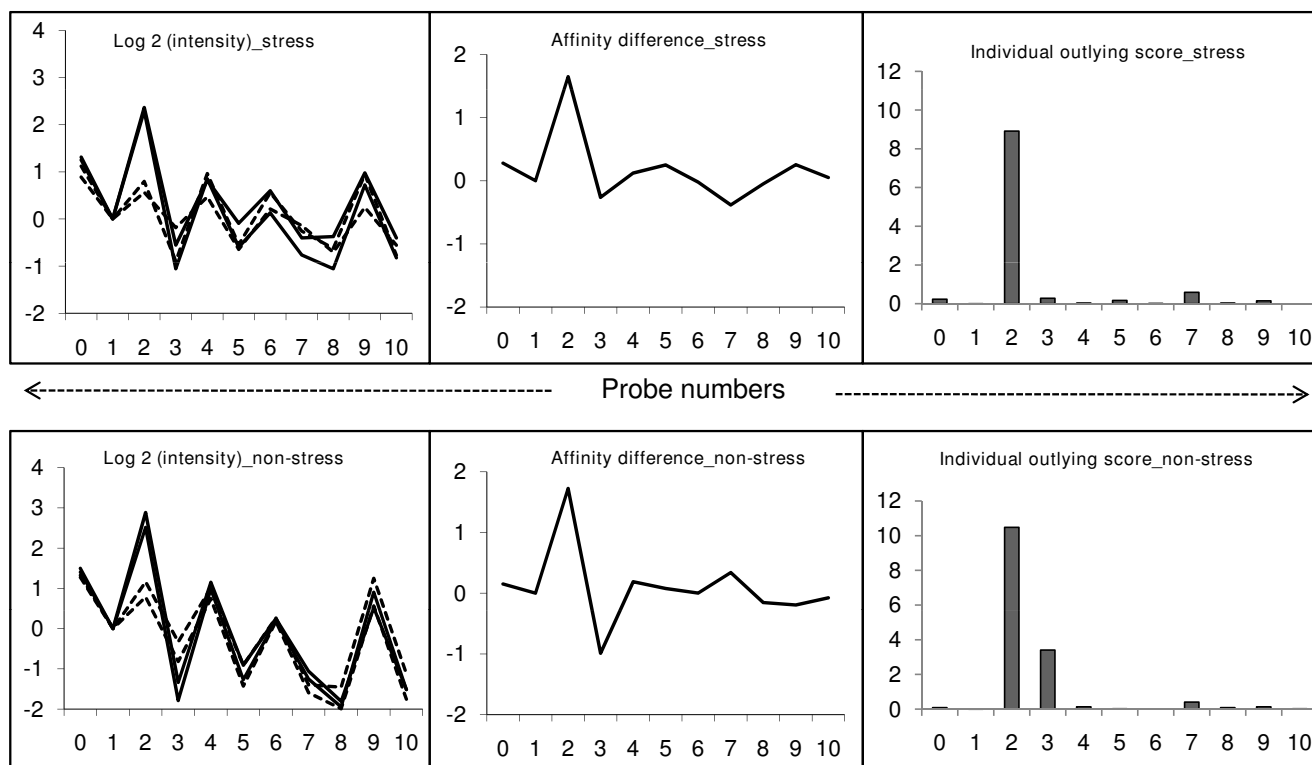 Log 2 (intensity)_stress
4
3
2
1
0
-1
-2
0 1 2 3 4 5 6 7 8 9 10
Affinity difference_stress
2
1
0
-1
-2
0 1 2 3 4 5 6 7 8 9 10
Individual outlying score_stress
12
10
8
6
4
2
0
0 1 2 3 4 5 6 7 8 9 10
Probe numbers
Log 2 (intensity)_non-stress
4
3
2
1
0
-1
-2
0 1 2 3 4 5 6 7 8 9 10
Affinity difference_non-stress
2
1
0
-1
-2
0 1 2 3 4 5 6 7 8 9 10
Individual outlying score_non-stress
12
10
8
6
4
2
0
0 1 2 3 4 5 6 7 8 9 10